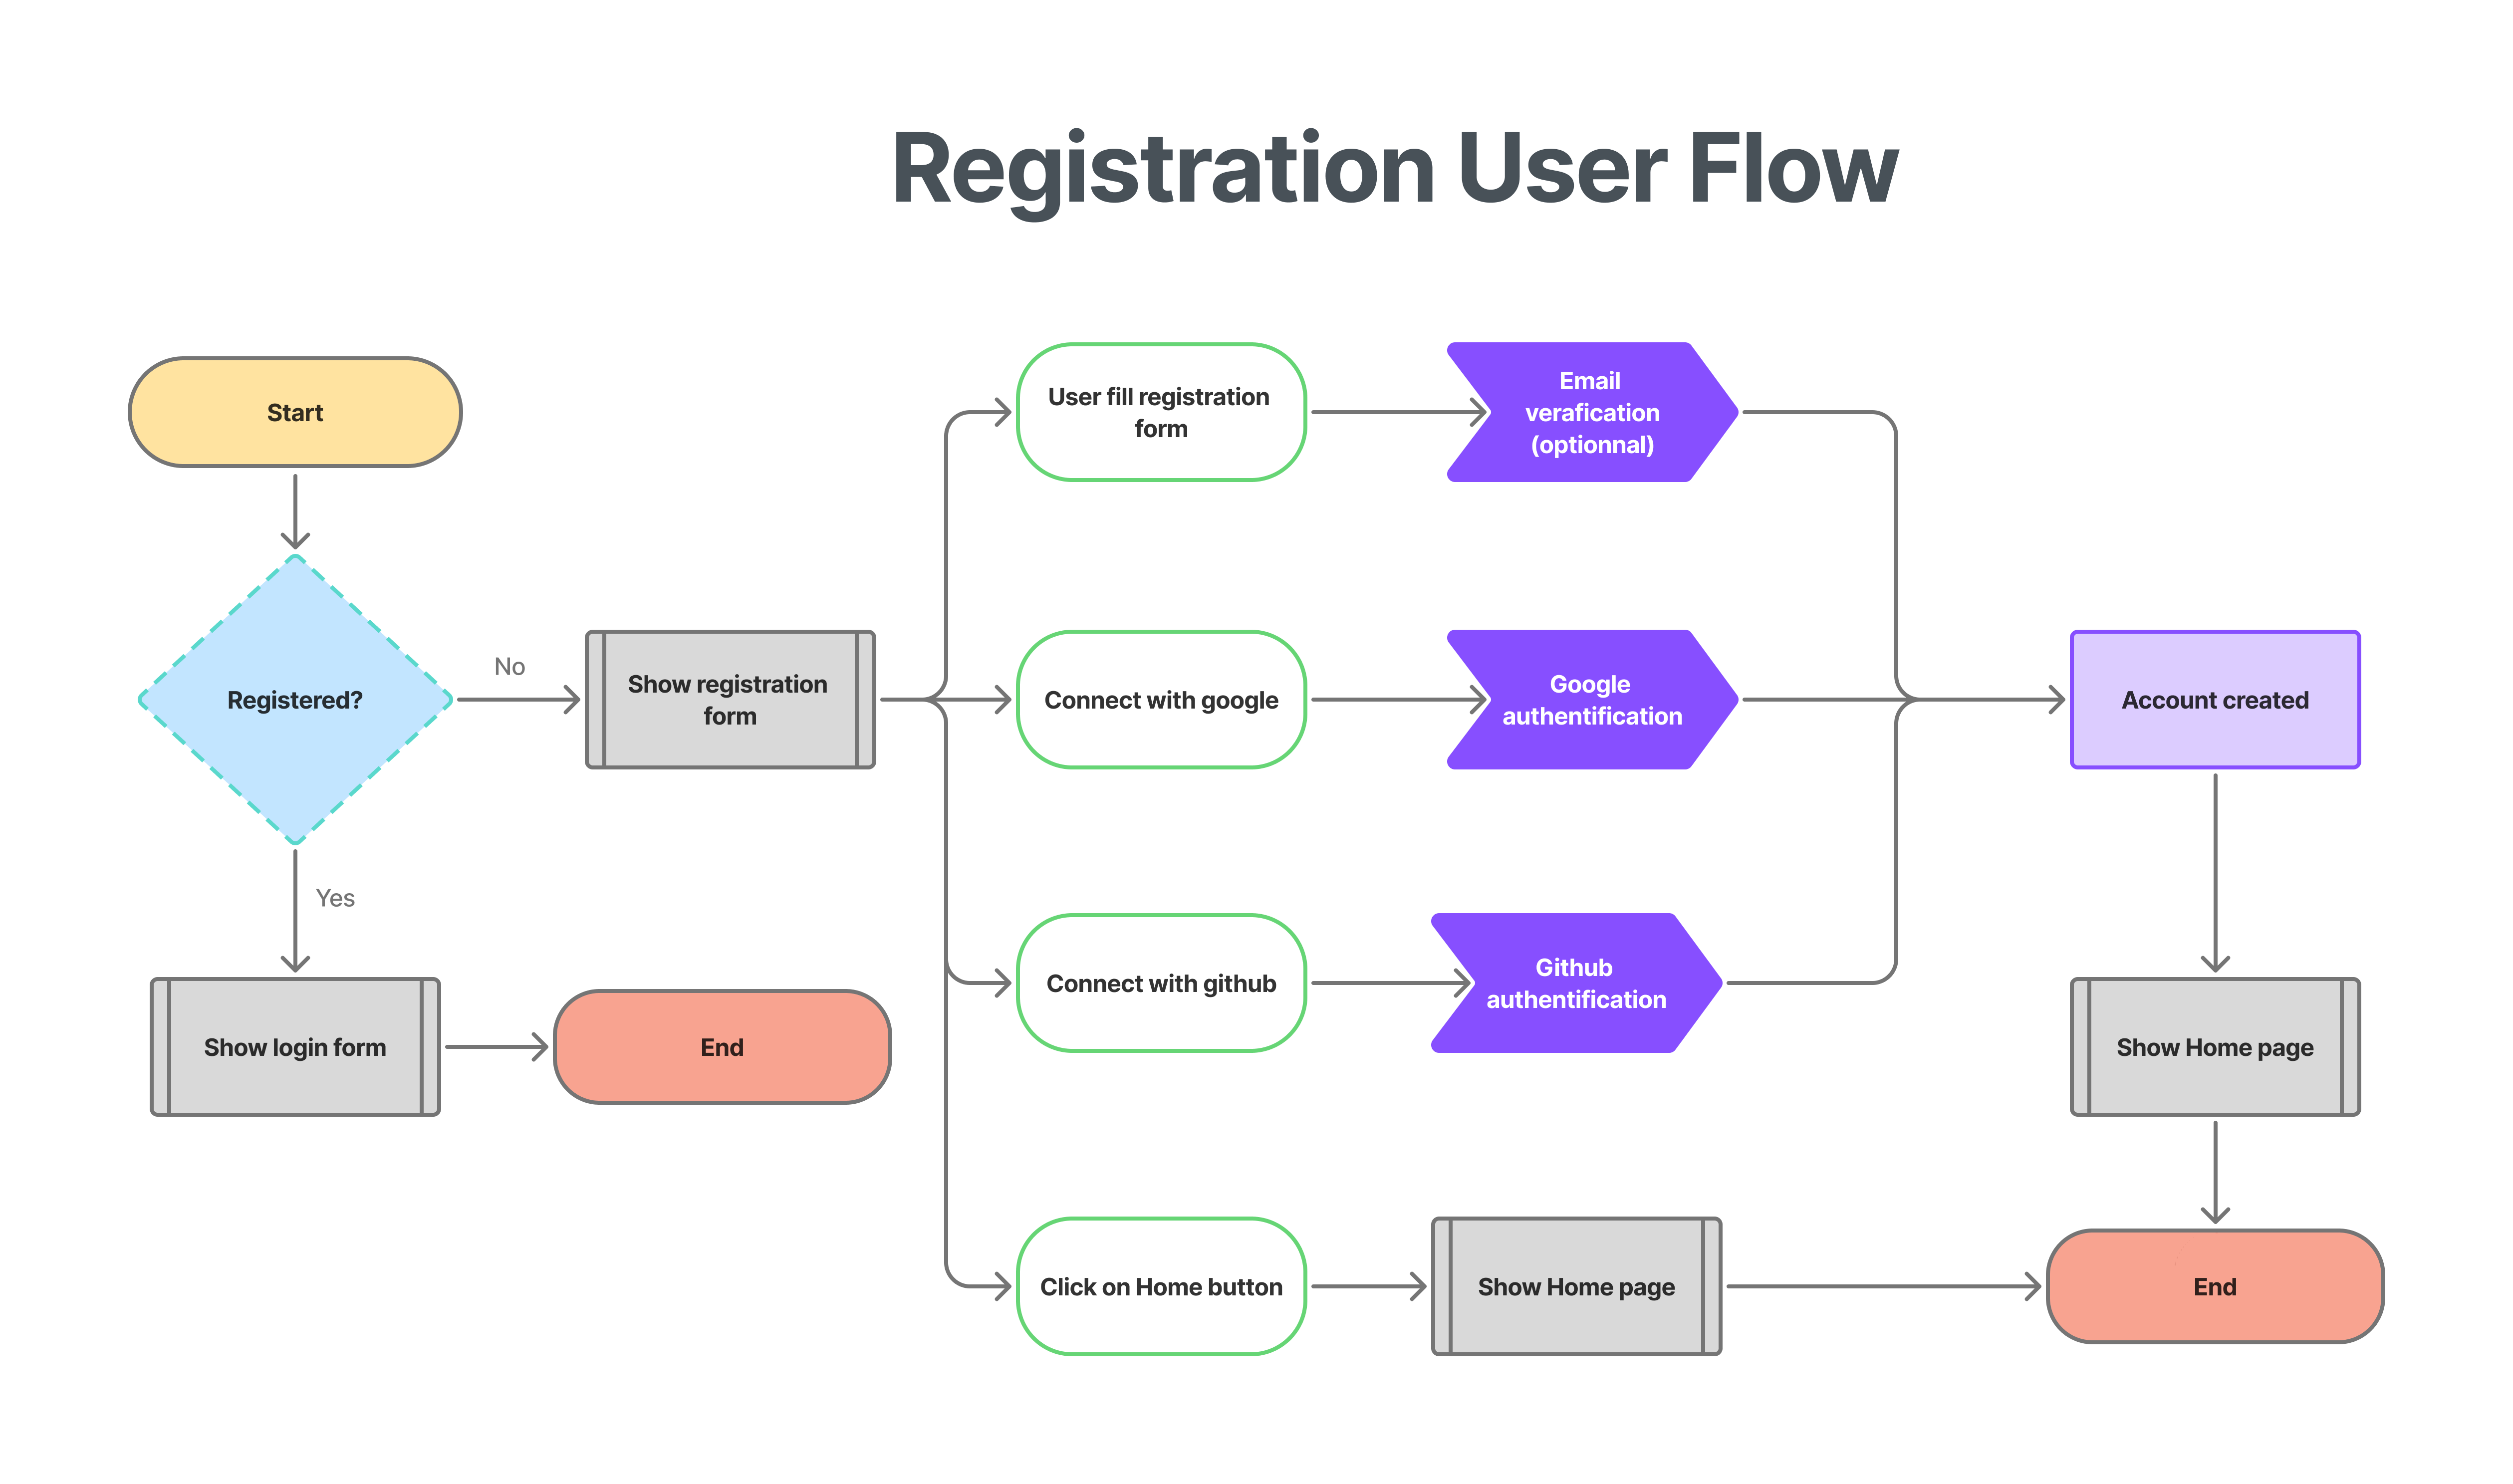 Registration User Flow
Start
Registered?
No
Yes
Show login form
End
Show registration
form
User fill registration
form
Email
verafication
(optionnal)
Connect with google
Google
authentification
Connect with github
Github
authentification
Click on Home button
Show Home page
Account created
Show Home page
End